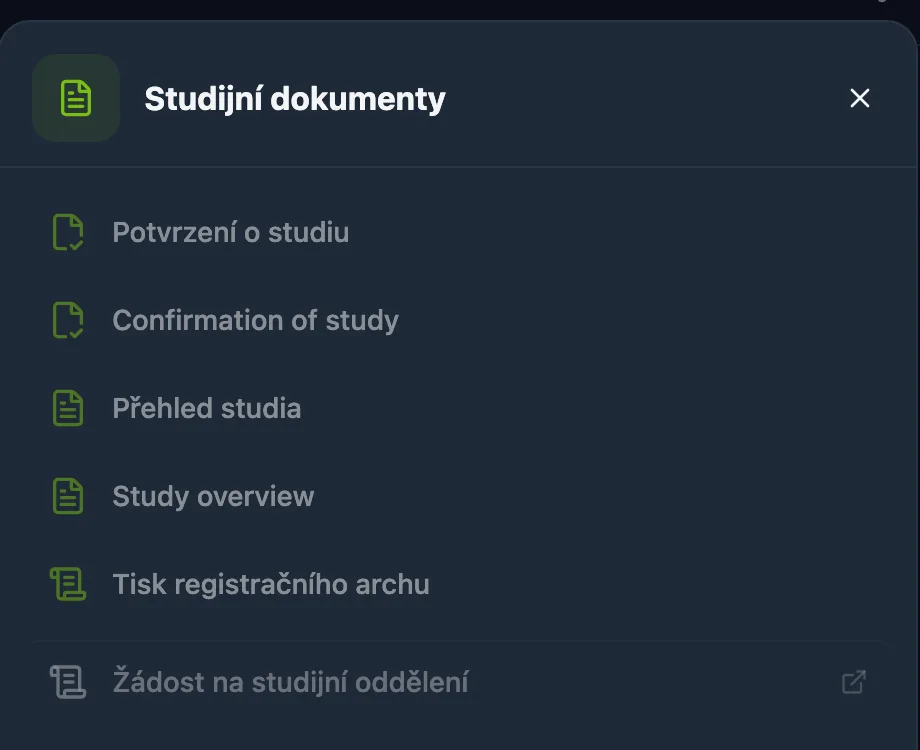 Studijní dokumenty
Potvrzení o studiu
Confirmation of study
Přehled studia
Study overview
Tisk registračního archu
Žádost na studijní oddělení